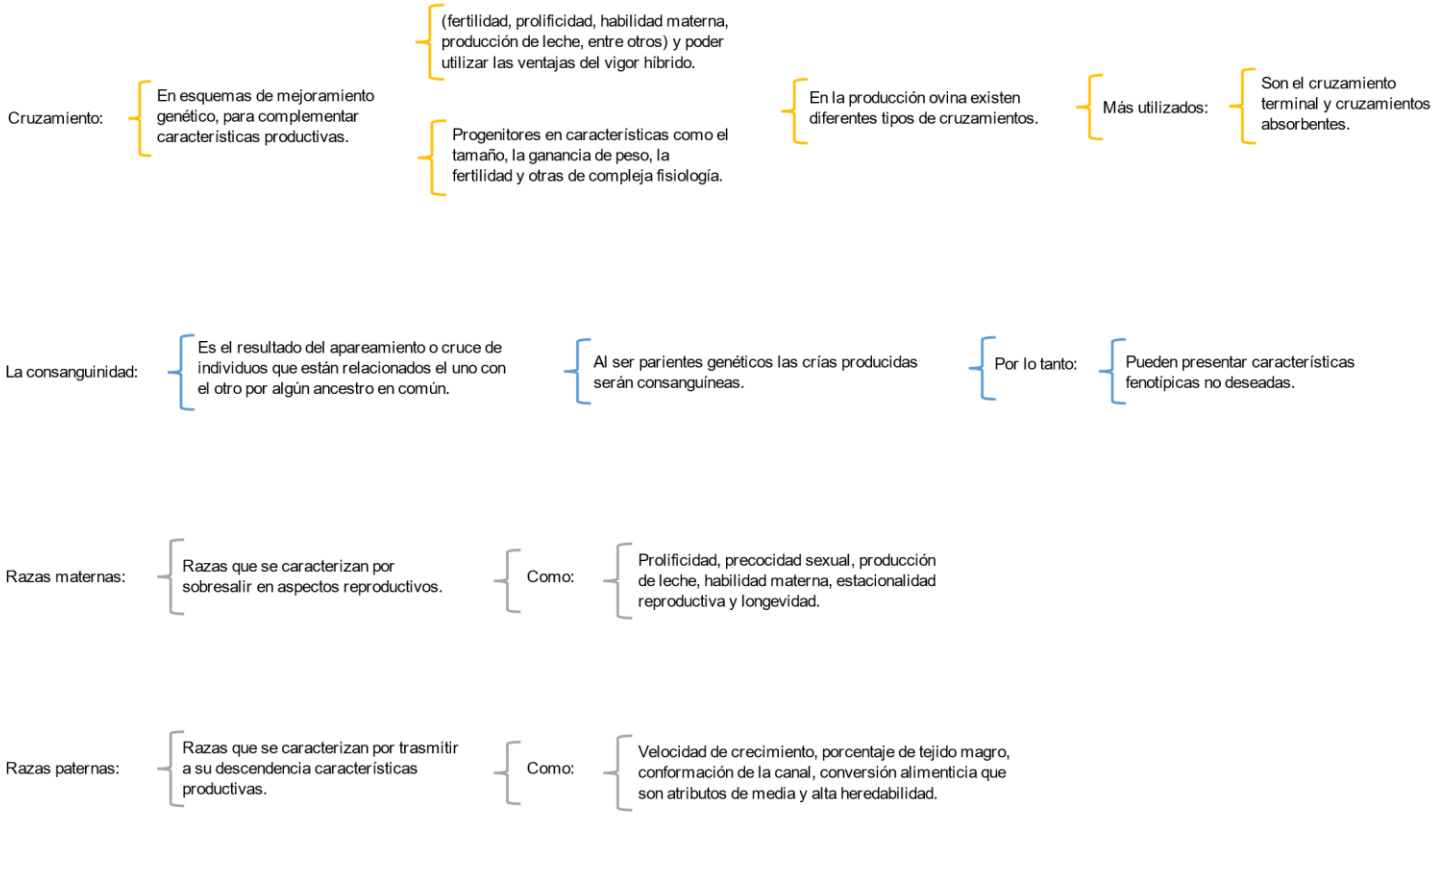 Cruzamiento:
En esquemas de mejoramiento
genético, para complementar
características productivas.
(fertilidad, prolificidad, habilidad materna,
producción de leche, entre otros) y poder
utilizar las ventajas del vigor híbrido.
Progenitores en características como el
tamaño, la ganancia de peso, la
fertilidad y otras de compleja fisiología.
En la producción ovina existen
diferentes tipos de cruzamientos.
Más utilizados:
Son el cruzamiento
terminal y cruzamientos
absorbentes.
La consanguinidad:
Es el resultado del apareamiento o cruce de
individuos que están relacionados el uno con
el otro por algún ancestro en común.
Al ser parientes genéticos las crías producidas
serán consanguíneas.
Por lo tanto:
Pueden presentar características
fenotípicas no deseadas.
Razas maternas:
Razas que se caracterizan por
sobresalir en aspectos reproductivos.
Como:
Prolificidad, precocidad sexual, producción
de leche, habilidad materna, estacionalidad
reproductiva y longevidad.
Razas paternas:
Razas que se caracterizan por trasmitir
a su descendencia características
productivas.
Como:
Velocidad de crecimiento, porcentaje de tejido magro,
conformación de la canal, conversión alimenticia que
son atributos de media y alta heredabilidad.